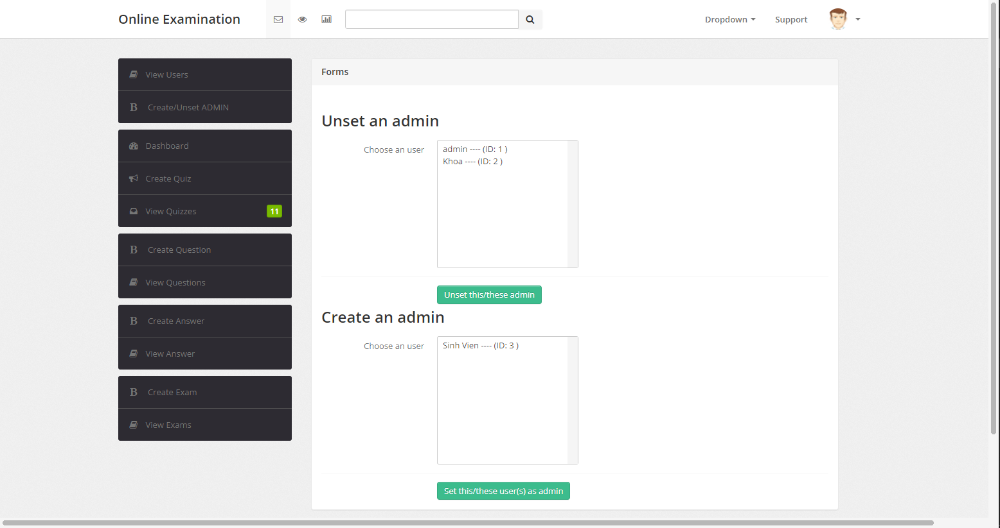 Online Examination
Dropdown
Support
View Users
B Create/Unset ADMIN
Dashboard
Create Quiz
View Quizzes 11
B Create Question
View Questions
B Create Answer
View Answer
B Create Exam
View Exams
Forms
Unset an admin
Choose an user
admin ---- (ID: 1 )
Khoa ---- (ID: 2 )
Unset this/these admin
Create an admin
Choose an user
Sinh Vien ---- (ID: 3 )
Set this/these user(s) as admin